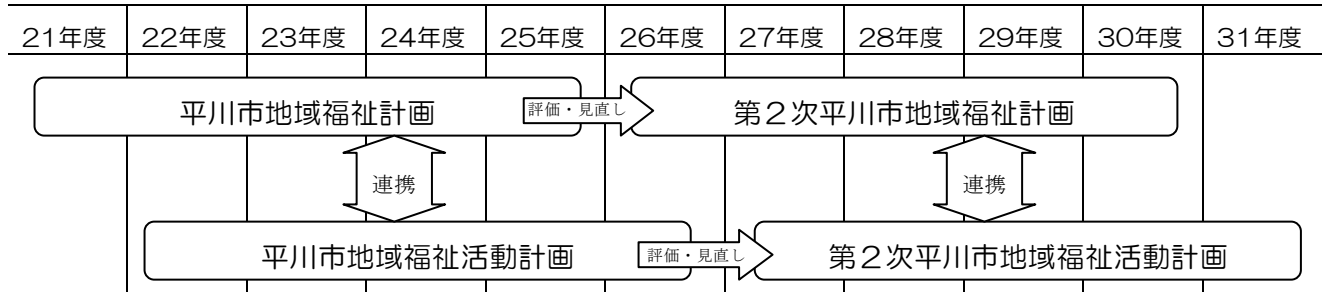 21年度 22年度 23年度 24年度 25年度 26年度 27年度 28年度 29年度 30年度 31年度
平川市地域福祉計画 評価・見直し 第2次平川市地域福祉計画
連携 連携
平川市地域福祉活動計画 評価・見直し 第2次平川市地域福祉活動計画